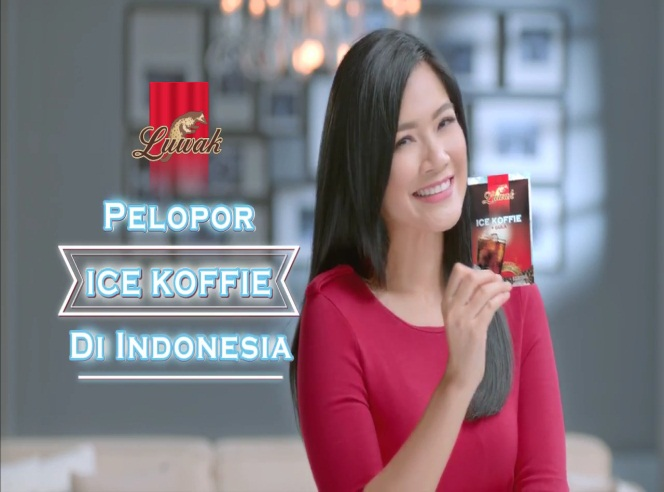 Luwak
PELOPOR
ICE KOFFIE
DI INDONESIA
Luwak
ICE KOFFIE